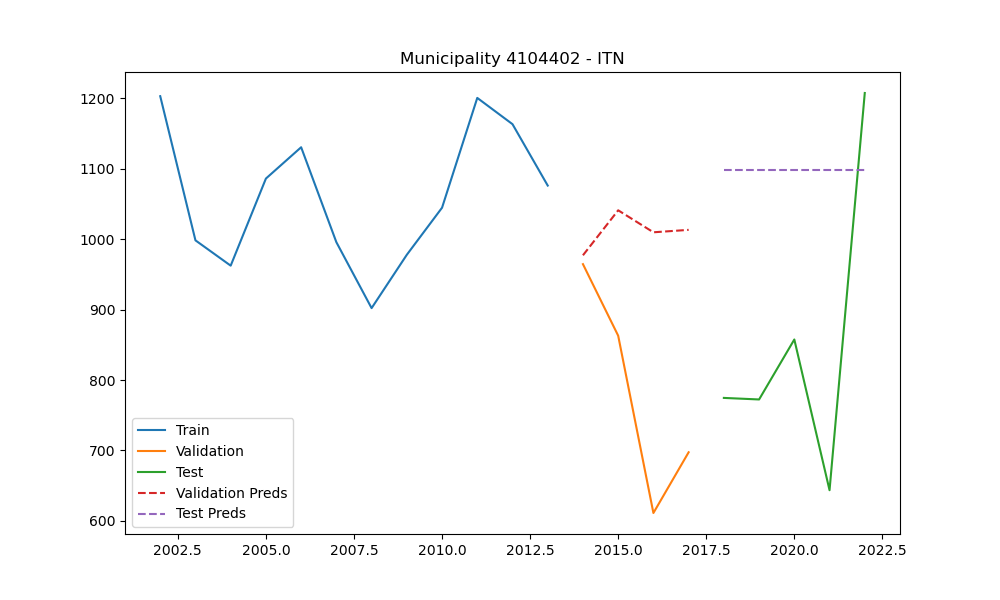 Municipality 4104402 - ITN
1200
1100
1000
900
800
700
600
Train
Validation
Test
Validation Preds
Test Preds
2002.5 2005.0 2007.5 2010.0 2012.5 2015.0 2017.5 2020.0 2022.5